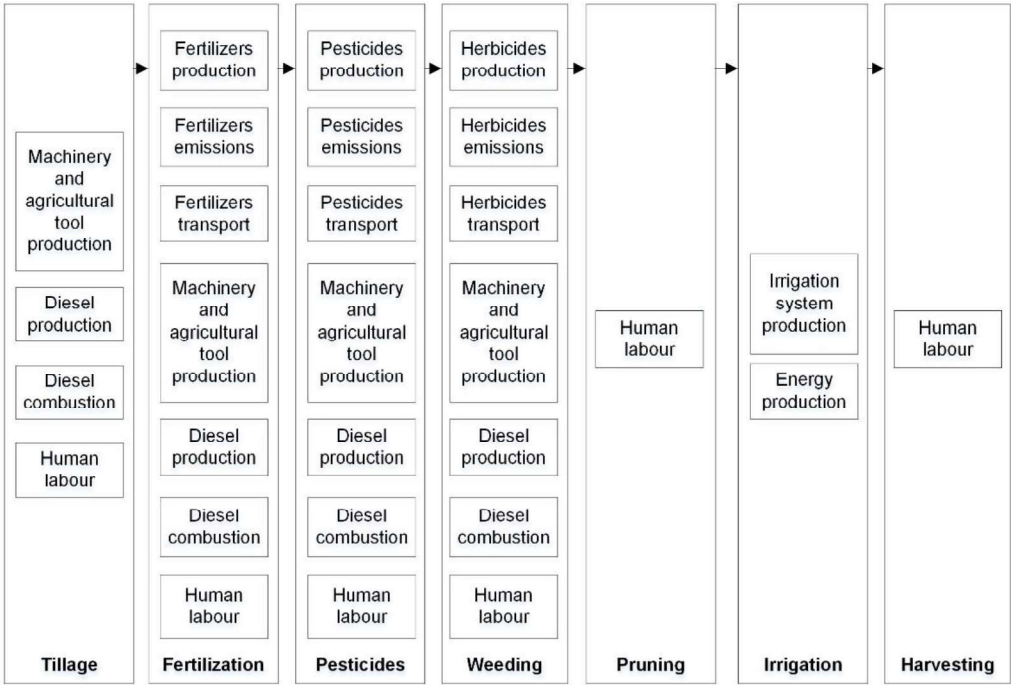 Machinery
and
agricultural
tool
production
Diesel
production
Diesel
combustion
Human
labour
Tillage
Fertilizers
production
Fertilizers
emissions
Fertilizers
transport
Machinery
and
agricultural
tool
production
Diesel
production
Diesel
combustion
Human
labour
Fertilization
Pesticides
production
Pesticides
emissions
Pesticides
transport
Machinery
and
agricultural
tool
production
Diesel
production
Diesel
combustion
Human
labour
Pesticides
Herbicides
production
Herbicides
emissions
Herbicides
transport
Machinery
and
agricultural
tool
production
Diesel
production
Diesel
combustion
Human
labour
Weeding
Human
labour
Pruning
Irrigation
system
production
Energy
production
Irrigation
Human
labour
Harvesting